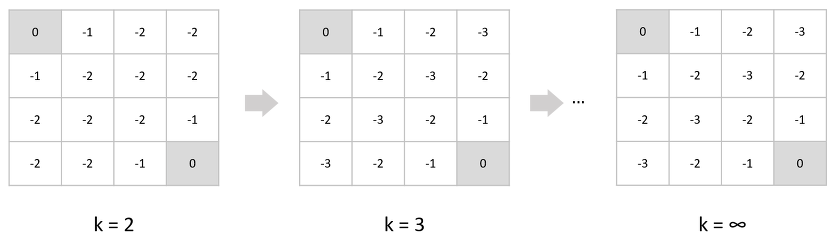 0 -1 -2 -2 0 -1 -2 -3 0 -1 -2 -3
-1 -2 -2 -2 -1 -2 -3 -2 -1 -2 -3 -2
-2 -2 -2 -1 -2 -3 -2 -1 ... -2 -3 -2 -1
-2 -2 -1 0 -3 -2 -1 0 -3 -2 -1 0
k = 2 k = 3 k = ∞